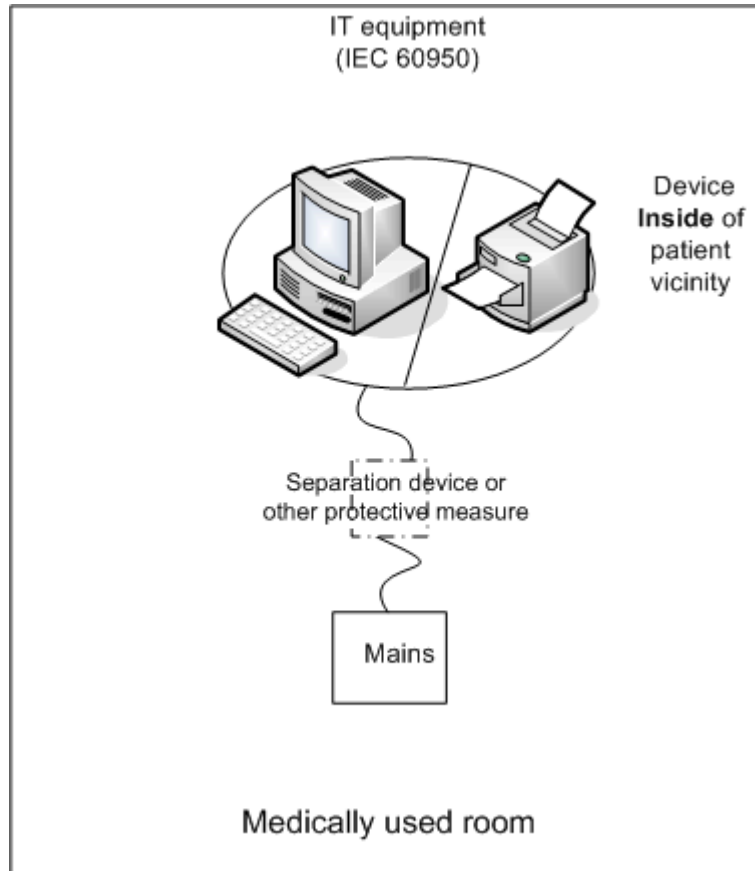 IT equipment
(IEC 60950)
Device
Inside of
patient
vicinity
Separation device or
other protective measure
Mains
Medically used room